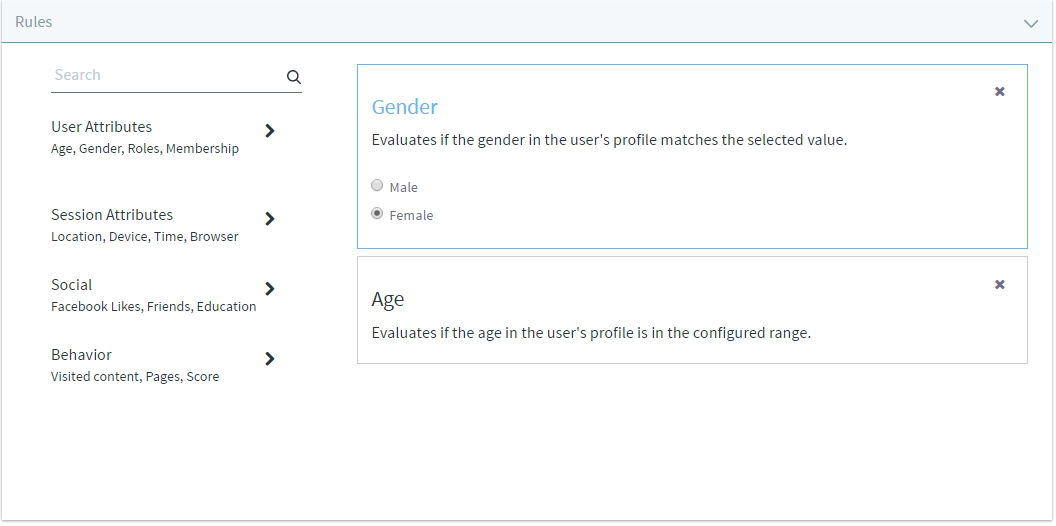 Rules
Search
User Attributes
Age, Gender, Roles, Membership
Session Attributes
Location, Device, Time, Browser
Social
Facebook Likes, Friends, Education
Behavior
Visited content, Pages, Score
Gender
Evaluates if the gender in the user's profile matches the selected value.
Male
Female
Age
Evaluates if the age in the user's profile is in the configured range.